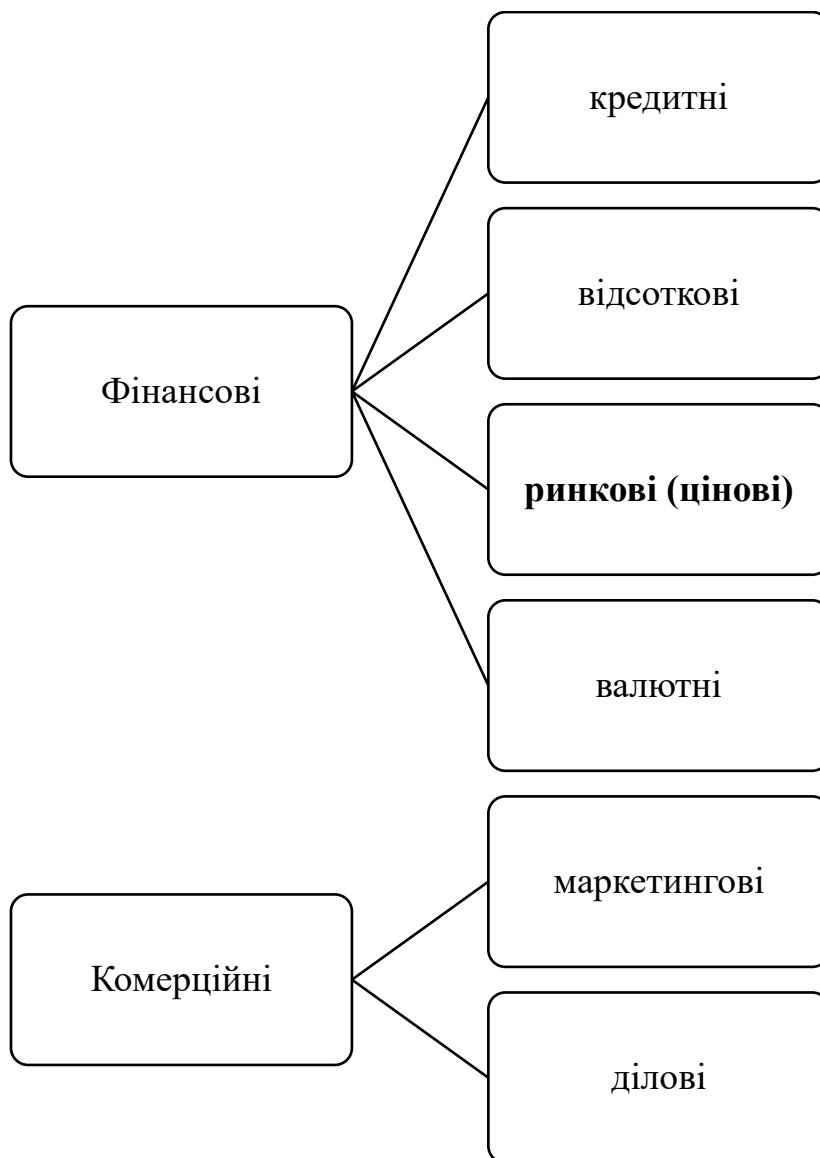 Фінансові
кредитні
відсоткові
ринкові (цінові)
валютні
Комерційні
маркетингові
ділові